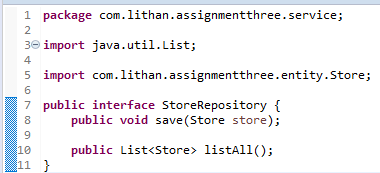 1 package com.lithan.assignmentthree.service;
2
3 import java.util.List;
4
5 import com.lithan.assignmentthree.entity.Store;
6
7 public interface StoreRepository {
8     public void save(Store store);
9
10     public List<Store> listAll();
11 }